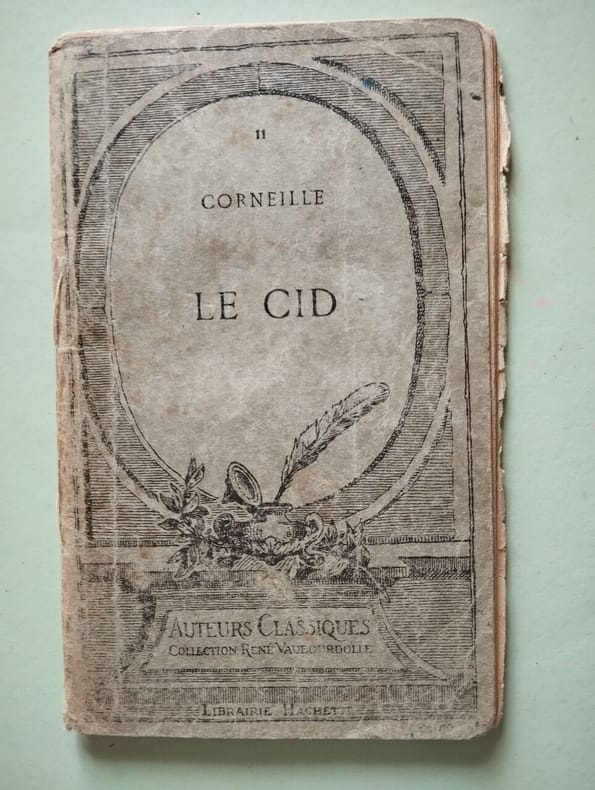 11
CORNEILLE
LE CID
AUTEURS CLASSIQUES
COLLECTION RENÉ VAUBOURDOLLE
LIBRAIRIE HACHETTE